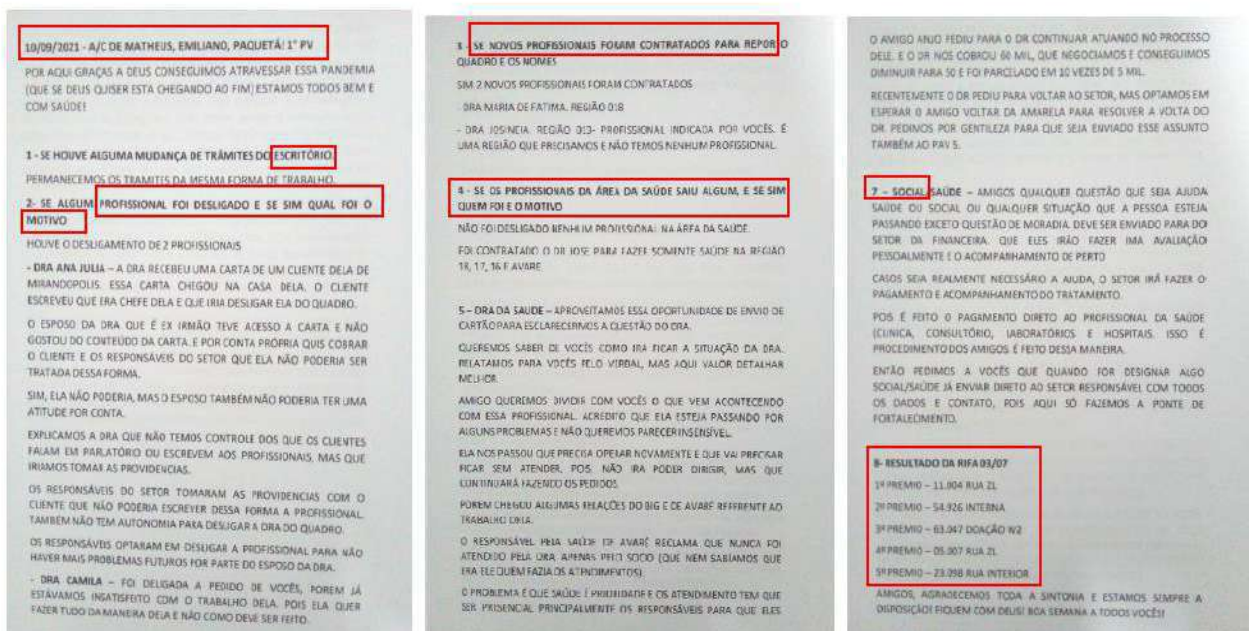 10/09/2021 - A/C DE MATHEUS, EMILIANO, PAQUETÁ! 1° PV
POR AQUI GRAÇAS A DEUS CONSEGUIMOS ATRAVESSAR ESSA PANDEMIA
(QUE SE DEUS QUISER ESTA CHEGANDO AO FIM) ESTAMOS TODOS BEM E
COM SAÚDE!
1 - SE HOUVE ALGUMA MUDANÇA DE TRÂMITES DO ESCRITÓRIO.
PERMANECEMOS OS TRAMITES DA MESMA FORMA DE TRABALHO.
2- SE ALGUM PROFISSIONAL FOI DESLIGADO E SE SIM QUAL FOI O
MOTIVO
HOUVE O DESLIGAMENTO DE 2 PROFISSIONAIS
- DRA ANA JULIA – A DRA RECEBEU UMA CARTA DE UM CLIENTE DELA DE
MIRANDOPOLIS. ESSA CARTA CHEGOU NA CASA DELA. O CLIENTE
ESCREVEU QUE ERA CHEFE DELA E QUE IRIA DESLIGAR ELA DO QUADRO.
O ESPOSO DA DRA QUE É EX IRMÃO TEVE ACESSO A CARTA E NÃO
GOSTOU DO CONTEÚDO DA CARTA. E POR CONTA PRÓPRIA QUIS COBRAR
O CLIENTE E OS RESPONSÁVEIS DO SETOR QUE ELA NÃO PODERIA SER
TRATADA DESSA FORMA.
SIM, ELA NÃO PODERIA, MAS O ESPOSO TAMBÉM NÃO PODERIA TER UMA
ATITUDE POR CONTA.
EXPLICAMOS A DRA QUE NÃO TEMOS CONTROLE DOS QUE OS CLIENTES
FALAM EM PARLATÓRIO OU ESCREVEM AOS PROFISSIONAIS, MAS QUE
IRIAMOS TOMAR AS PROVIDENCIAS.
OS RESPONSÁVEIS DO SETOR TOMARAM AS PROVIDENCIAS COM O
CLIENTE QUE NÃO PODERIA ESCREVER DESSA FORMA A PROFISSIONAL.
TAMBÉM NÃO TEM AUTONOMIA PARA DESLIGAR A DRA DO QUADRO.
OS RESPONSÁVEIS OPTARAM EM DESLIGAR A PROFISSIONAL PARA NÃO
HAVER MAIS PROBLEMAS FUTUROS POR PARTE DO ESPOSO DA DRA.
- DRA CAMILA – FOI DELIGADA A PEDIDO DE VOCÊS, POREM JÁ
ESTÁVAMOS INSATISFEITO COM O TRABALHO DELA. POIS ELA QUER
FAZER TUDO DA MANEIRA DELA E NÃO COMO DEVE SER FEITO.
3 - SE NOVOS PROFISSIONAIS FORAM CONTRATADOS PARA REPOR O
QUADRO E OS NOMES
SIM 2 NOVOS PROFISSIONAIS FORAM CONTRATADOS
- DRA MARIA DE FATIMA. REGIÃO 018
- DRA JOSINEIA. REGIÃO 013- PROFISSIONAL INDICADA POR VOCÊS. É
UMA REGIÃO QUE PRECISAMOS E NÃO TEMOS NENHUM PROFISSIONAL.
4 - SE OS PROFISSIONAIS DA ÁREA DA SAÚDE SAIU ALGUM, E SE SIM
QUEM FOI E O MOTIVO
NÃO FOI DESLIGADO NENHUM PROFISSIONAL NA ÁREA DA SAÚDE.
FOI CONTRATADO O DR JOSE PARA FAZER SOMENTE SAÚDE NA REGIÃO
18, 17, 16 E AVARE
5 – DRA DA SAUDE – APROVEITAMOS ESSA OPORTUNIDADE DE ENVIO DE
CARTÃO PARA ESCLARECERMOS A QUESTÃO DO DRA.
QUEREMOS SABER DE VOCÊS COMO IRA FICAR A SITUAÇÃO DA DRA.
RELATAMOS PARA VOCÊS PELO VERBAL, MAS AQUI VALOR DETALHAR
MELHOR.
AMIGO QUEREMOS DIVIDIR COM VOCÊS O QUE VEM ACONTECENDO
COM ESSA PROFISSIONAL. ACREDITO QUE ELA ESTEJA PASSANDO POR
ALGUNS PROBLEMAS E NÃO QUEREMOS PARECER INSENSÍVEL.
ELA NOS PASSOU QUE PRECISA OPERAR NOVAMENTE E QUE VAI PRECISAR
FICAR SEM ATENDER, POIS NÃO IRA PODER DIRIGIR, MAS QUE
CONTINUARÁ FAZENDO OS PEDIDOS.
POREM CHEGOU ALGUMAS RELAÇÕES DO BIG E DE AVARÉ REFERENTE AO
TRABALHO DELA.
O RESPONSÁVEL PELA SAÚDE DE AVARÉ RECLAMA QUE NUNCA FOI
ATENDIDO PELA DRA. APENAS PELO SOCIO (QUE NEM SABÍAMOS QUE
ERA ELE QUEM FAZIA OS ATENDIMENTOS)
O PROBLEMA É QUE SAÚDE É PRIORIDADE E OS ATENDIMENTO TEM QUE
SER PRESENCIAL PRINCIPALMENTE OS RESPONSÁVEIS PARA QUE ELES
O AMIGO ANJO PARA O DR CONTINUAR ATUANDO NO PROCESSO
DELE. E O DR NOS COBROU 60 MIL, QUE NEGOCIAMOS E CONSEGUIMOS
DIMINUIR PARA 50 E FOI PARCELADO EM 10 VEZES DE 5 MIL.
RECENTEMENTE O DR PEDIU PARA VOLTAR AO SETOR, MAS OPTAMOS EM
ESPERAR O AMIGO VOLTAR DA AMARELA PARA RESOLVER A VOLTA DO
DR. PEDIMOS POR GENTILEZA PARA QUE SEJA ENVIADO ESSE ASSUNTO
TAMBÉM AO PAV 5.
7 – SOCIAL/SAÚDE – AMIGOS QUALQUER QUESTÃO QUE SEJA AJUDA
SAÚDE OU SOCIAL OU QUALQUER SITUAÇÃO QUE A PESSOA ESTEJA
PASSANDO EXCETO QUESTÃO DE MORADIA. DEVE SER ENVIADO PARA DO
SETOR DA FINANCEIRA. QUE ELES IRÃO FAZER IMA AVALIAÇÃO
PESSOALMENTE E O ACOMPANHAMENTO DE PERTO
CASOS SEJA REALMENTE NECESSÁRIO A AJUDA, O SETOR IRÁ FAZER O
PAGAMENTO E ACOMPANHAMENTO DO TRATAMENTO.
POIS É FEITO O PAGAMENTO DIRETO AO PROFISSIONAL DA SAÚDE
(CLINICA, CONSULTÓRIO, LABORATÓRIOS E HOSPITAIS. ISSO É
PROCEDIMENTO DOS AMIGOS. É FEITO DESSA MANEIRA.
ENTÃO PEDIMOS A VOCÊS QUE QUANDO FOR DESIGNAR ALGO
SOCIAL/SAÚDE JÁ ENVIAR DIRETO AO SETOR RESPONSÁVEL COM TODOS
OS DADOS E CONTATO, POIS AQUI SÓ FAZEMOS A PONTE DE
FORTALECIMENTO.
8- RESULTADO DA RIFA 03/07
1º PREMIO – 11.004 RUA ZL
2º PREMIO – 54.926 INTERNA
3º PREMIO – 63.047 DOAÇÃO W2
4º PREMIO – 05.907 RUA ZL
5º PREMIO – 23.098 RUA INTERIOR
AMIGOS, AGRADECEMOS TODA A SINTONIA E ESTAMOS SEMPRE A
DISPOSIÇÃO! FIQUEM COM DEUS! BOA SEMANA A TODOS VOCÊS!